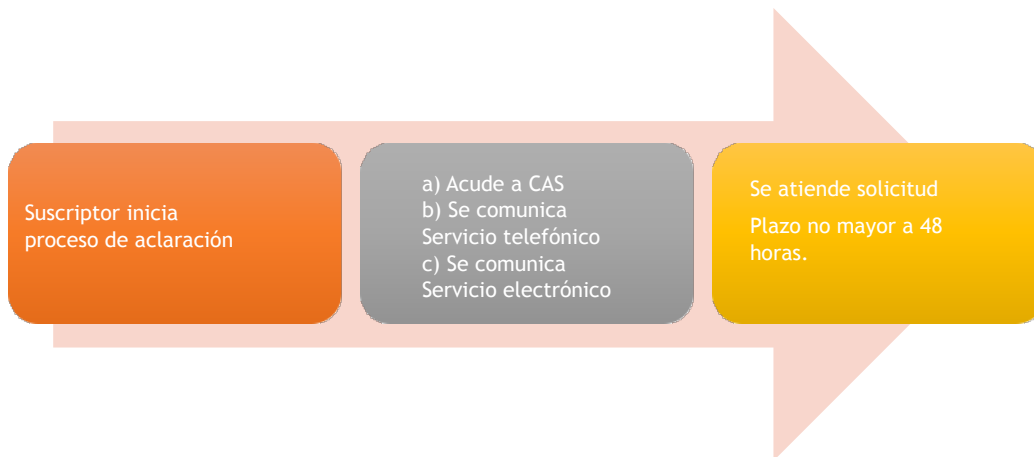 Suscriptor inicia
proceso de aclaración
a) Acude a CAS
b) Se comunica
Servicio telefónico
c) Se comunica
Servicio electrónico
Se atiende solicitud
Plazo no mayor a 48
horas.